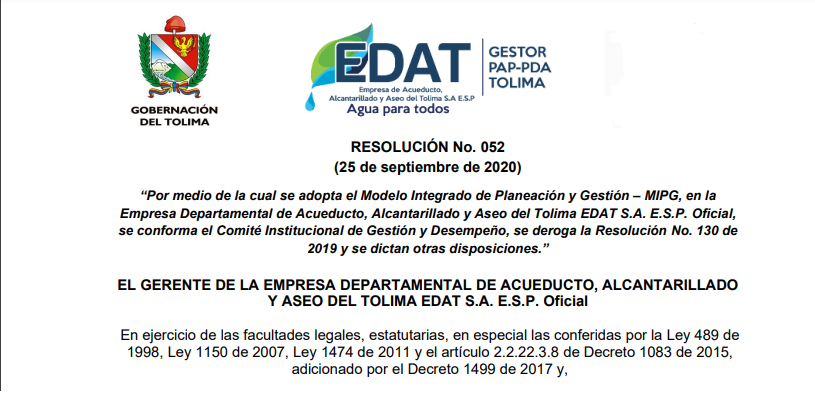 GOBERNACIÓN
DEL TOLIMA
EDAT
Empresa de Acueducto,
Alcantarillado y Aseo del Tolima S.A E.S.P
Agua para todos
GESTOR
PAP-PDA
TOLIMA
RESOLUCIÓN No. 052
(25 de septiembre de 2020)
“Por medio de la cual se adopta el Modelo Integrado de Planeación y Gestión – MIPG, en la
Empresa Departamental de Acueducto, Alcantarillado y Aseo del Tolima EDAT S.A. E.S.P. Oficial,
se conforma el Comité Institucional de Gestión y Desempeño, se deroga la Resolución No. 130 de
2019 y se dictan otras disposiciones.”
EL GERENTE DE LA EMPRESA DEPARTAMENTAL DE ACUEDUCTO, ALCANTARILLADO
Y ASEO DEL TOLIMA EDAT S.A. E.S.P. Oficial
En ejercicio de las facultades legales, estatutarias, en especial las conferidas por la Ley 489 de
1998, Ley 1150 de 2007, Ley 1474 de 2011 y el artículo 2.2.22.3.8 de Decreto 1083 de 2015,
adicionado por el Decreto 1499 de 2017 y,